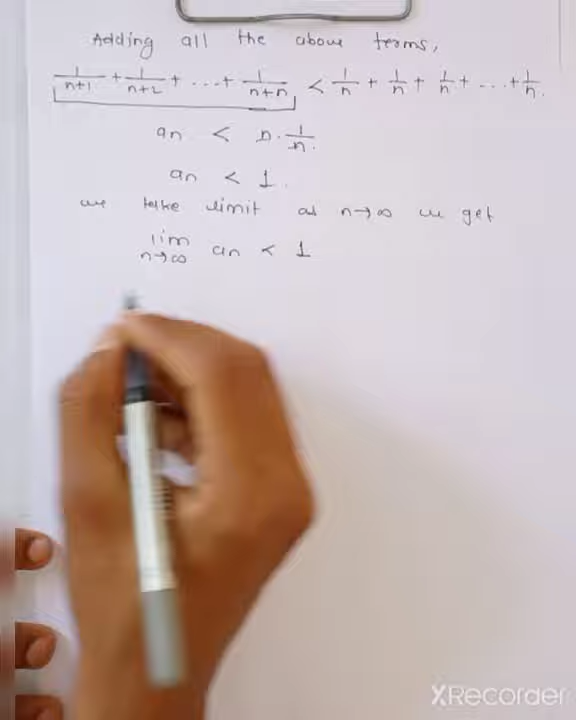 Adding all the above terms,
1/n+1 + 1/n+2 + ... + 1/n+n < 1/n + 1/n + 1/n + ... + 1/n.
an < n. 1/n.
an < 1.
we take limit as n→∞ we get
lim n→∞ an < 1
XRecorder